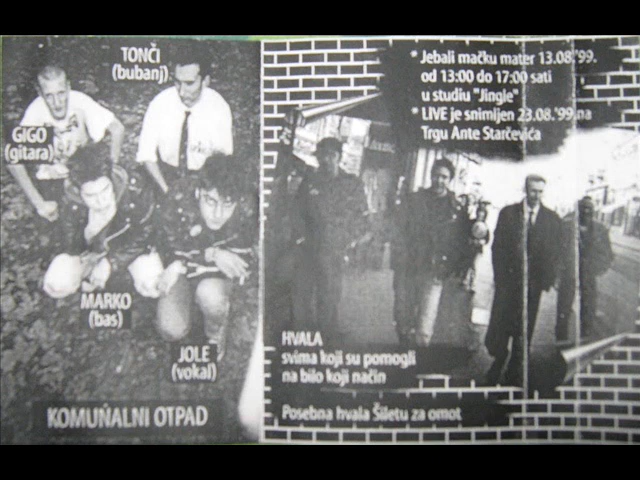 TONČI
(bubanj)
GIGO
(gitara)
MARKO
(bas)
JOLE
(vokal)
KOMUNALNI OTPAD
* Jebali mačku mater 13.08.'99.
od 13:00 do 17:00 sati
u studiu "Jingle"
* LIVE je snimljen 23.08.'99.na
Trgu Ante Starčevića
HVALA
svima koji su pomogli
na bilo koji način
Posebna hvala Šiletu za omot